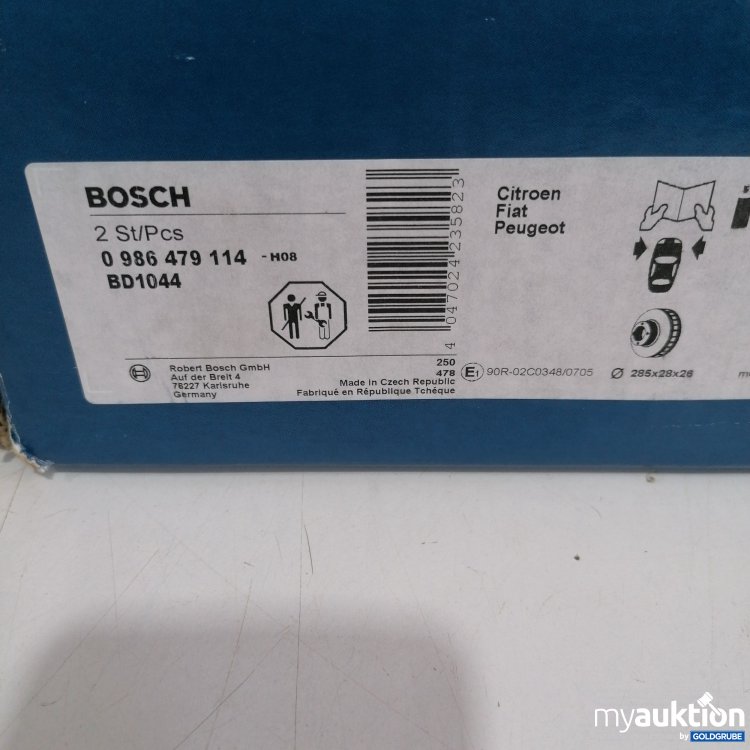 BOSCH
2 St/Pcs
0 986 479 114 - H08
BD1044
4 047024 235823
Citroen
Fiat
Peugeot
Robert Bosch GmbH
Auf der Breit 4
76227 Karlsruhe
Germany
250
478
Made in Czech Republic
Fabriqué en République Tchéque
E1 90R-02C0348/0705
Ø 285x28x26
myauktion
by GOLDGRUBE